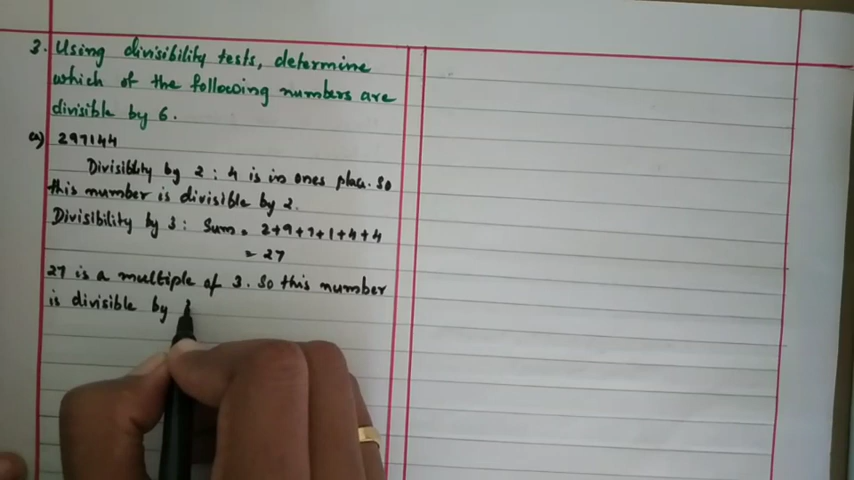 3. Using divisibility tests, determine
which of the following numbers are
divisible by 6.
a) 297144
Divisiblity by 2 : 4 is in ones place. So
this number is divisible by 2.
Divisibility by 3 : Sum = 2+9+7+1+4+4
= 27
27 is a multiple of 3. So this number
is divisible by